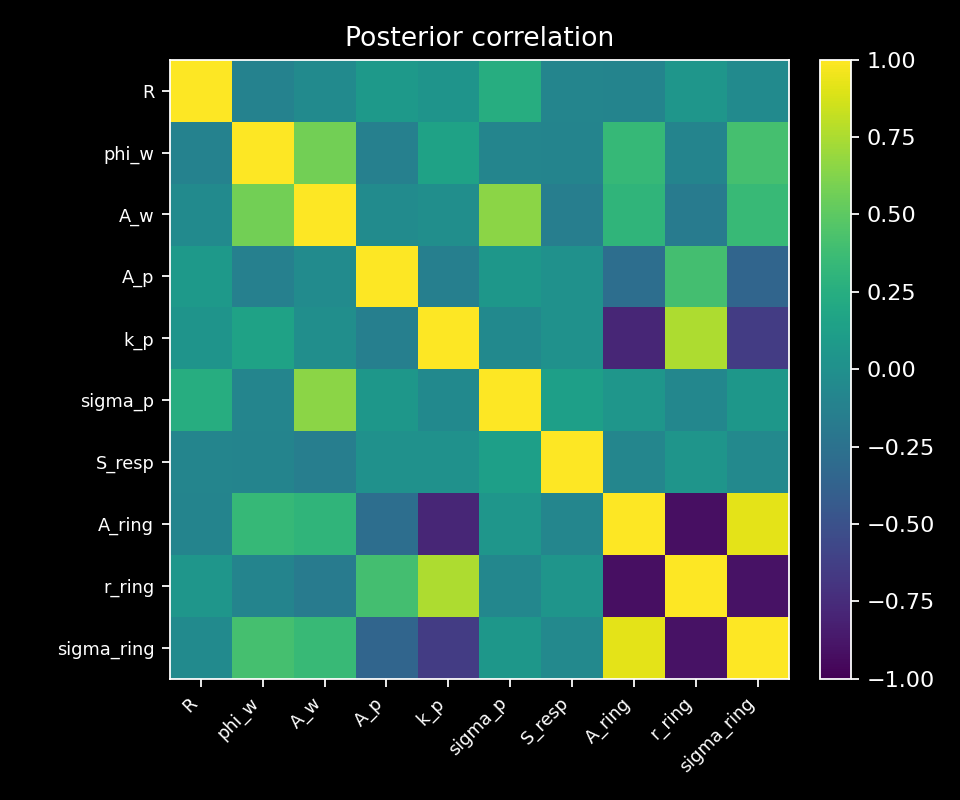 Posterior correlation
R
phi_w
A_w
A_p
k_p
sigma_p
S_resp
A_ring
r_ring
sigma_ring
R
phi_w
A_w
A_p
k_p
sigma_p
S_resp
A_ring
r_ring
sigma_ring
1.00
0.75
0.50
0.25
0.00
−0.25
−0.50
−0.75
−1.00